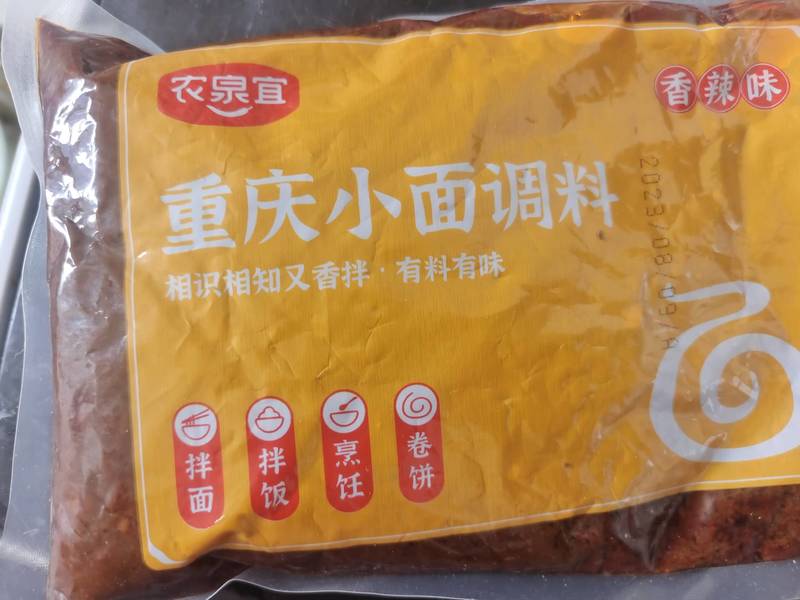 农泉宜
香辣味
重庆小面调料
相识相知又香拌·有料有味
2023/08/09/A
拌面
拌饭
烹饪
卷饼